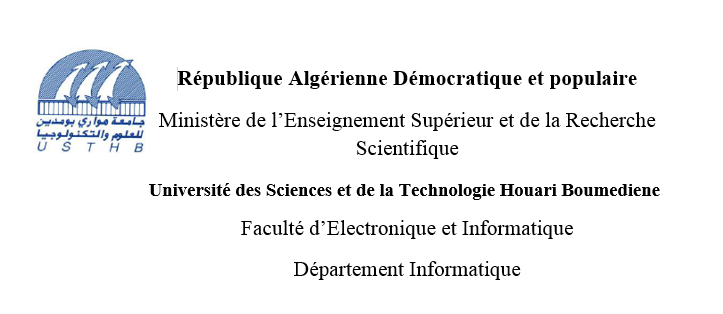 République Algérienne Démocratique et populaire
Ministère de l’Enseignement Supérieur et de la Recherche
Scientifique
جامعة هواري بومدين
للعلوم والتكنولوجيا
USTHB
Université des Sciences et de la Technologie Houari Boumediene
Faculté d’Electronique et Informatique
Département Informatique